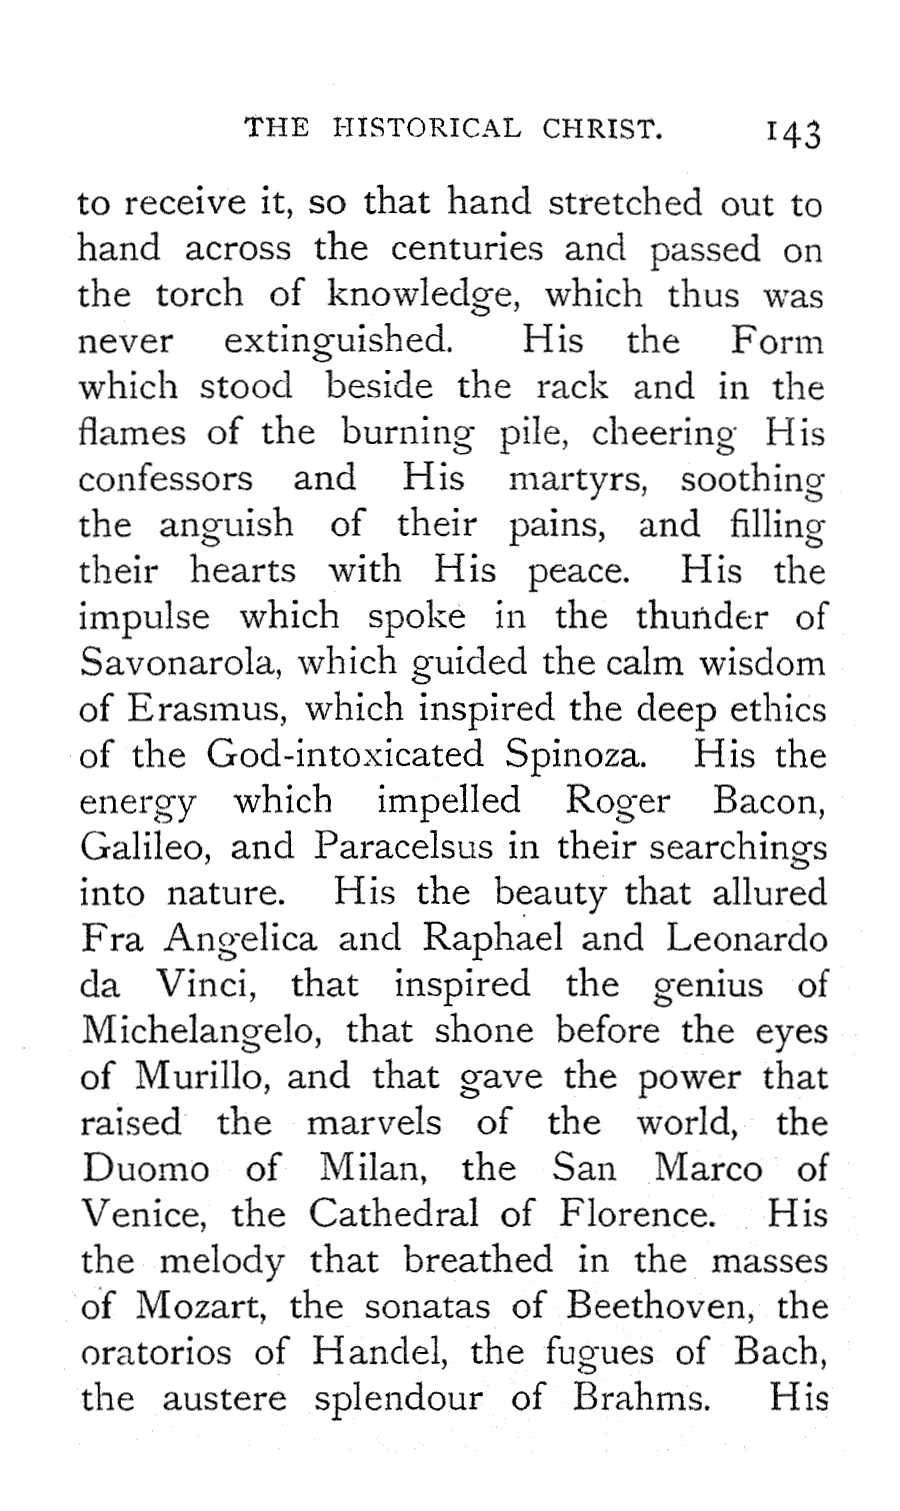 THE HISTORICAL CHRIST. 143
to receive it, so that hand stretched out to
hand across the centuries and passed on
the torch of knowledge, which thus was
never extinguished. His the Form
which stood beside the rack and in the
flames of the burning pile, cheering His
confessors and His martyrs, soothing
the anguish of their pains, and filling
their hearts with His peace. His the
impulse which spoke in the thunder of
Savonarola, which guided the calm wisdom
of Erasmus, which inspired the deep ethics
of the God-intoxicated Spinoza. His the
energy which impelled Roger Bacon,
Galileo, and Paracelsus in their searchings
into nature. His the beauty that allured
Fra Angelica and Raphael and Leonardo
da Vinci, that inspired the genius of
Michelangelo, that shone before the eyes
of Murillo, and that gave the power that
raised the marvels of the world, the
Duomo of Milan, the San Marco of
Venice, the Cathedral of Florence. His
the melody that breathed in the masses
of Mozart, the sonatas of Beethoven, the
oratorios of Handel, the fugues of Bach,
the austere splendour of Brahms. His